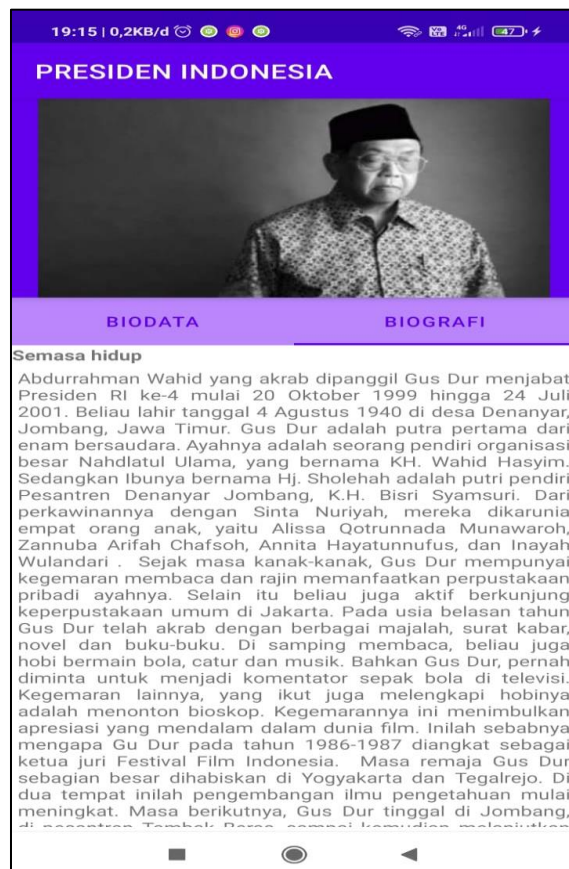 19:15 | 0,2KB/d
Vo LTE 4G 47
PRESIDEN INDONESIA
BIODATA BIOGRAFI
Semasa hidup
Abdurrahman Wahid yang akrab dipanggil Gus Dur menjabat
Presiden RI ke-4 mulai 20 Oktober 1999 hingga 24 Juli
2001. Beliau lahir tanggal 4 Agustus 1940 di desa Denanyar,
Jombang, Jawa Timur. Gus Dur adalah putra pertama dari
enam bersaudara. Ayahnya adalah seorang pendiri organisasi
besar Nahdlatul Ulama, yang bernama KH. Wahid Hasyim.
Sedangkan Ibunya bernama Hj. Sholehah adalah putri pendiri
Pesantren Denanyar Jombang, K.H. Bisri Syamsuri. Dari
perkawinannya dengan Sinta Nuriyah, mereka dikarunia
empat orang anak, yaitu Alissa Qotrunnada Munawaroh,
Zannuba Arifah Chafsoh, Annita Hayatunnufus, dan Inayah
Wulandari . Sejak masa kanak-kanak, Gus Dur mempunyai
kegemaran membaca dan rajin memanfaatkan perpustakaan
pribadi ayahnya. Selain itu beliau juga aktif berkunjung
keperpustakaan umum di Jakarta. Pada usia belasan tahun
Gus Dur telah akrab dengan berbagai majalah, surat kabar,
novel dan buku-buku. Di samping membaca, beliau juga
hobi bermain bola, catur dan musik. Bahkan Gus Dur, pernah
diminta untuk menjadi komentator sepak bola di televisi.
Kegemaran lainnya, yang ikut juga melengkapi hobinya
adalah menonton bioskop. Kegemarannya ini menimbulkan
apresiasi yang mendalam dalam dunia film. Inilah sebabnya
mengapa Gu Dur pada tahun 1986-1987 diangkat sebagai
ketua juri Festival Film Indonesia. Masa remaja Gus Dur
sebagian besar dihabiskan di Yogyakarta dan Tegalrejo. Di
dua tempat inilah pengembangan ilmu pengetahuan mulai
meningkat. Masa berikutnya, Gus Dur tinggal di Jombang,
di pesantren Tambak Beras, sampai kemudian melanjutkan